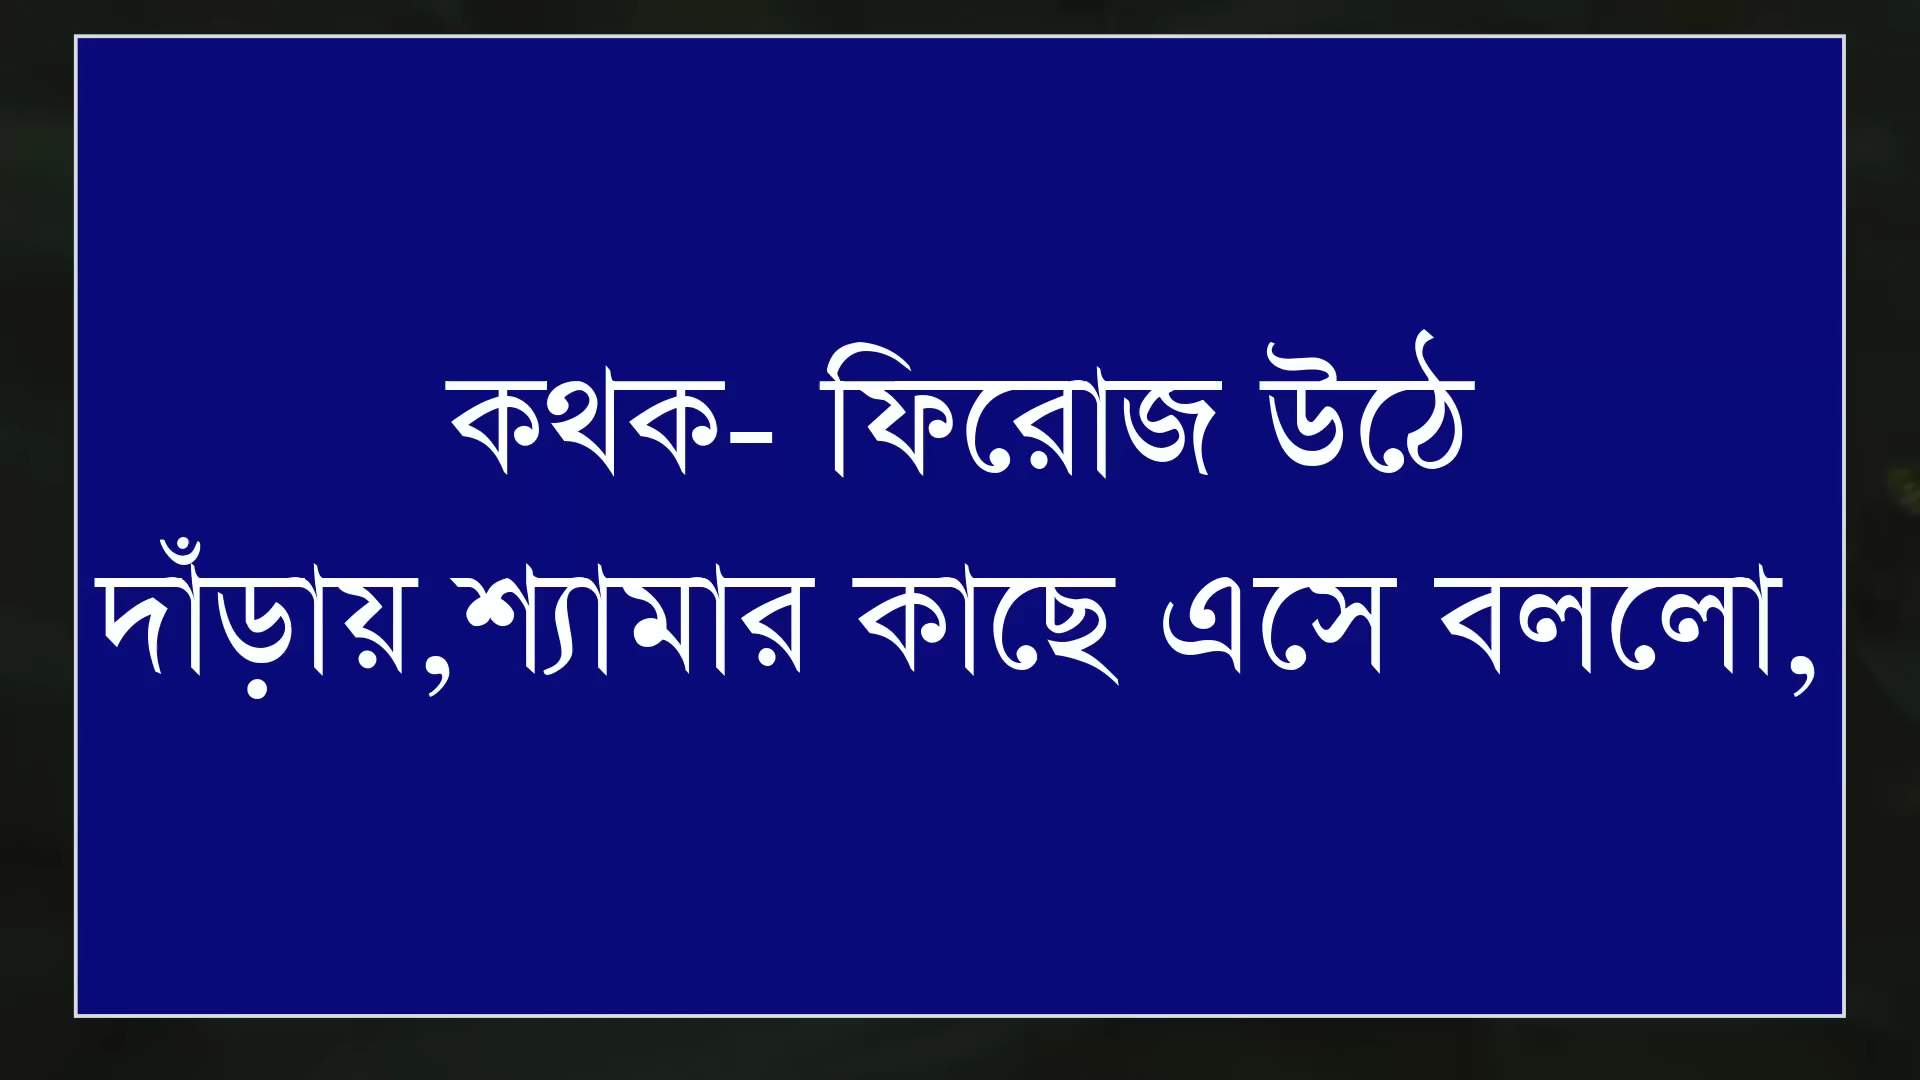 কথক- ফিরোজ উঠে
দাঁড়ায়,শ্যামার কাছে এসে বললো,